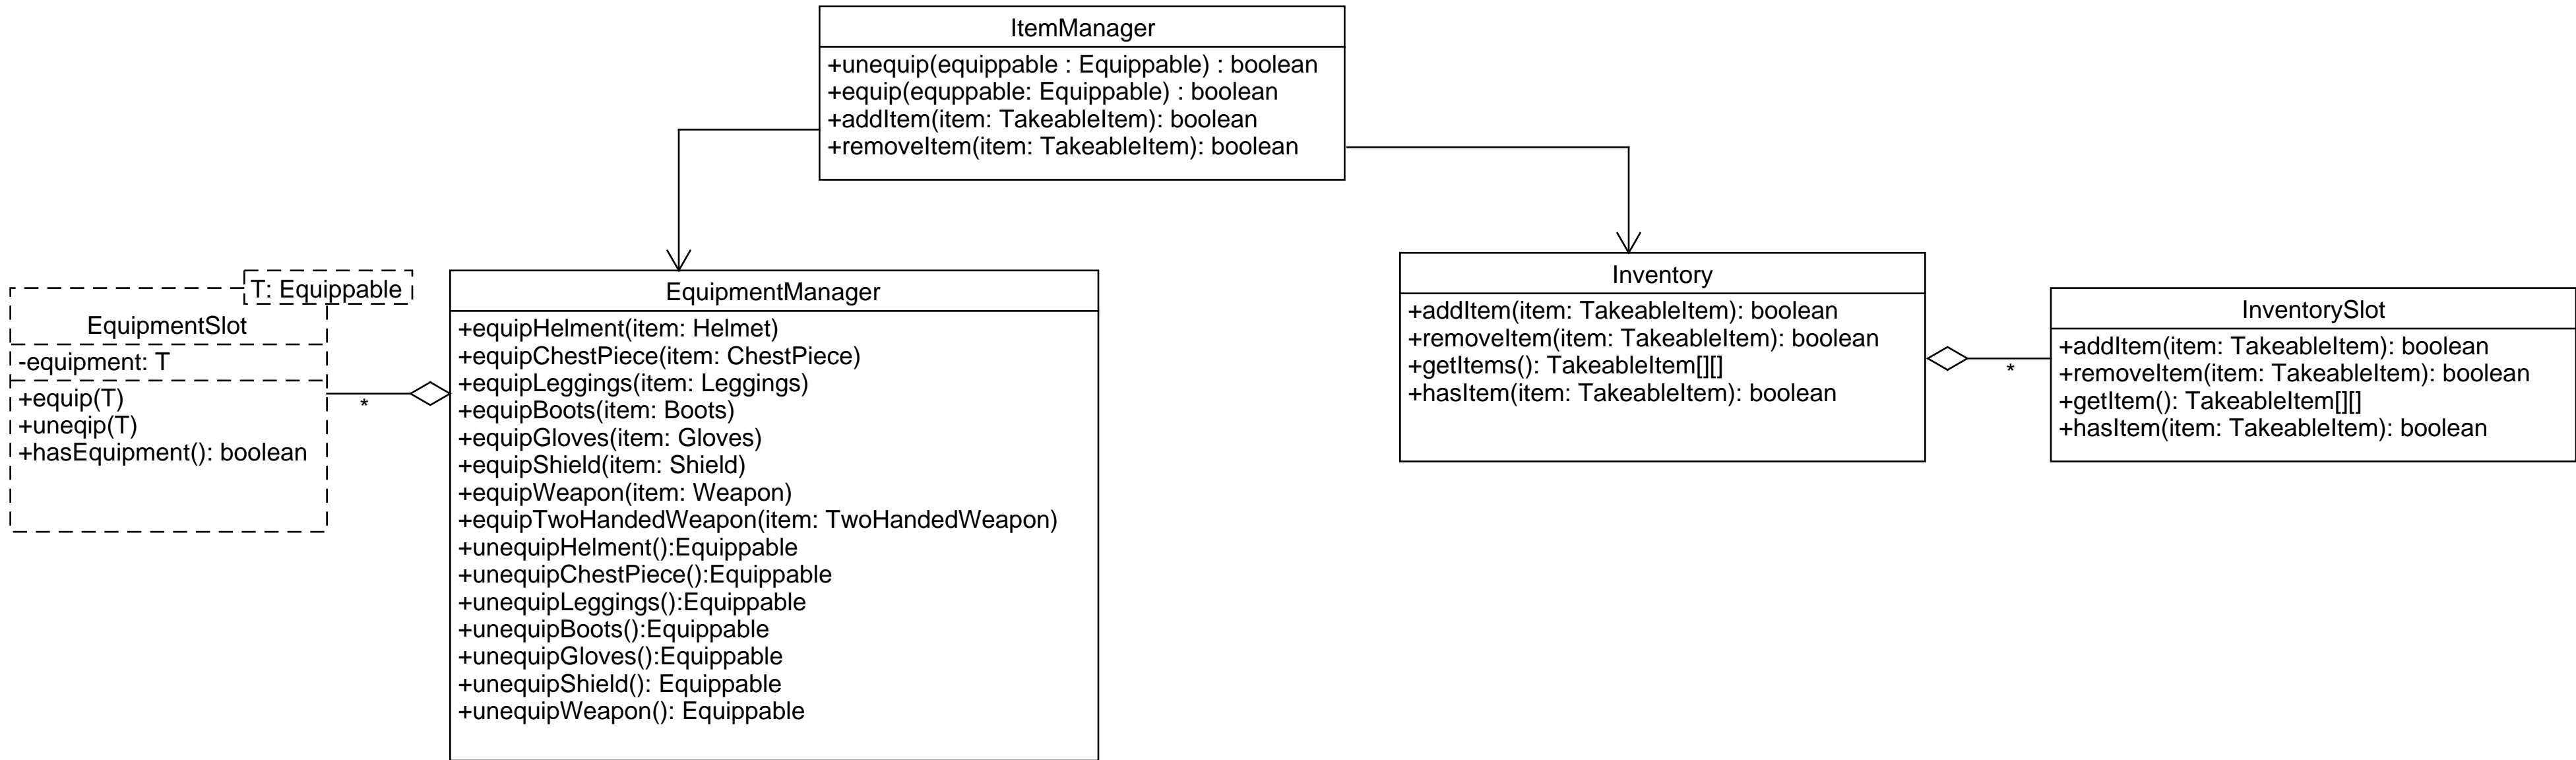 ItemManager
+unequip(equippable : Equippable) : boolean
+equip(equppable: Equippable) : boolean
+addItem(item: TakeableItem): boolean
+removeItem(item: TakeableItem): boolean
T: Equippable
EquipmentSlot
-equipment: T
+equip(T)
+uneqip(T)
+hasEquipment(): boolean
*
EquipmentManager
+equipHelment(item: Helmet)
+equipChestPiece(item: ChestPiece)
+equipLeggings(item: Leggings)
+equipBoots(item: Boots)
+equipGloves(item: Gloves)
+equipShield(item: Shield)
+equipWeapon(item: Weapon)
+equipTwoHandedWeapon(item: TwoHandedWeapon)
+unequipHelment():Equippable
+unequipChestPiece():Equippable
+unequipLeggings():Equippable
+unequipBoots():Equippable
+unequipGloves():Equippable
+unequipShield(): Equippable
+unequipWeapon(): Equippable
Inventory
+addItem(item: TakeableItem): boolean
+removeItem(item: TakeableItem): boolean
+getItems(): TakeableItem[][]
+hasItem(item: TakeableItem): boolean
*
InventorySlot
+addItem(item: TakeableItem): boolean
+removeItem(item: TakeableItem): boolean
+getItem(): TakeableItem[][]
+hasItem(item: TakeableItem): boolean